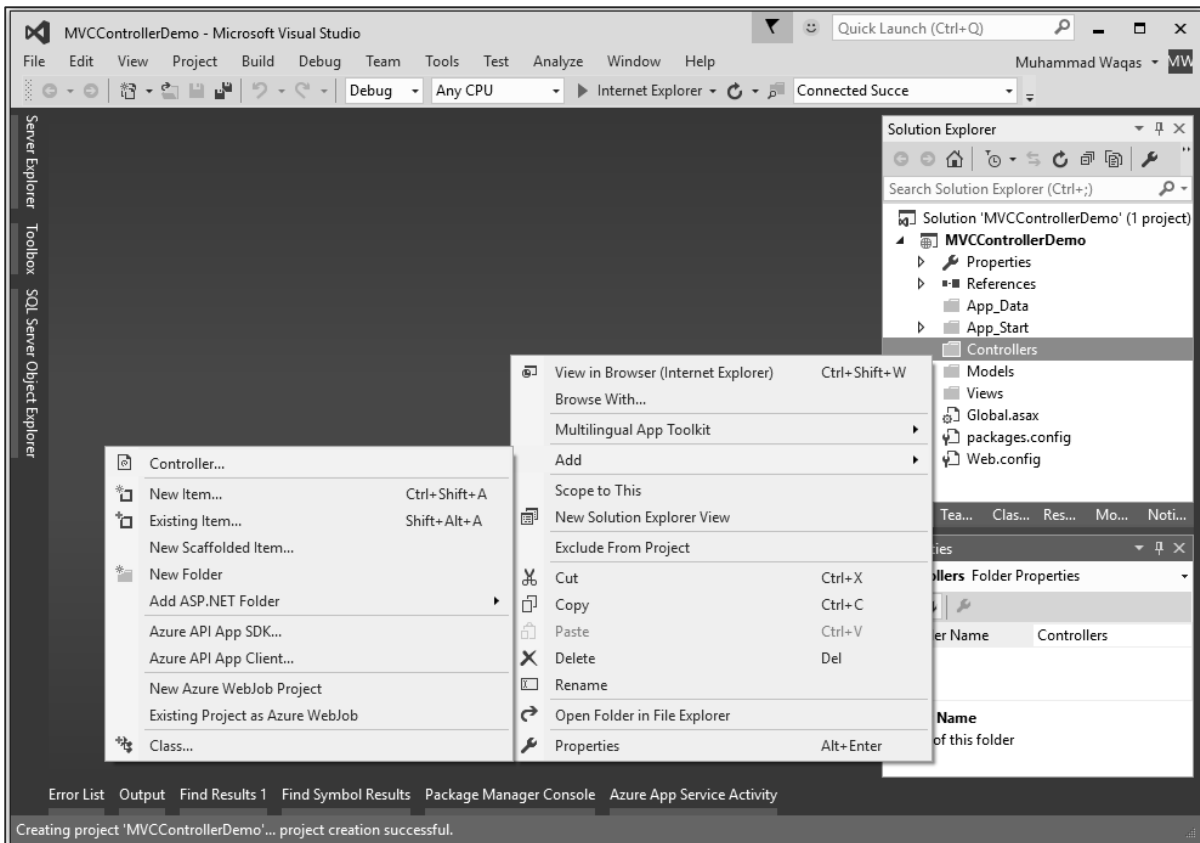 MVCControllerDemo - Microsoft Visual Studio
Quick Launch (Ctrl+Q)
File Edit View Project Build Debug Team Tools Test Analyze Window Help
Muhammad Waqas MW
Debug Any CPU Internet Explorer Connected Succe
Server Explorer
Toolbox
SQL Server Object Explorer
Solution Explorer
Search Solution Explorer (Ctrl+;)
Solution 'MVCControllerDemo' (1 project)
MVCControllerDemo
Properties
References
App_Data
App_Start
Controllers
Models
Views
Global.asax
packages.config
Web.config
View in Browser (Internet Explorer) Ctrl+Shift+W
Browse With...
Multilingual App Toolkit
Add
Scope to This
New Solution Explorer View
Exclude From Project
Cut Ctrl+X
Copy Ctrl+C
Paste Ctrl+V
Delete Del
Rename
Open Folder in File Explorer
Properties Alt+Enter
Controller...
New Item... Ctrl+Shift+A
Existing Item... Shift+Alt+A
New Scaffolded Item...
New Folder
Add ASP.NET Folder
Azure API App SDK...
Azure API App Client...
New Azure WebJob Project
Existing Project as Azure WebJob
Class...
Tea... Clas... Res... Mo... Noti...
ies
ollers Folder Properties
er Name Controllers
Name
of this folder
Error List Output Find Results 1 Find Symbol Results Package Manager Console Azure App Service Activity
Creating project 'MVCControllerDemo'... project creation successful.